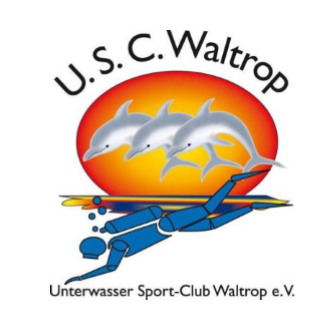 U.S.C. Waltrop
Unterwasser Sport-Club Waltrop e.V.